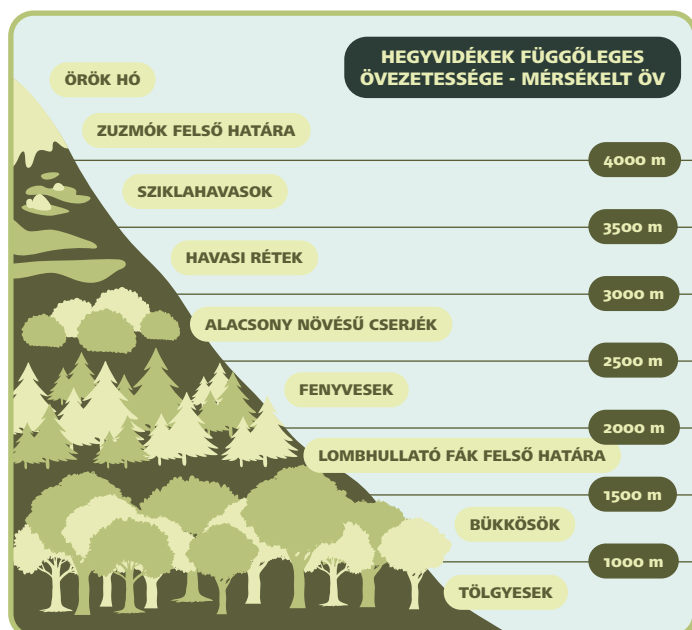 HEGYVIDÉKEK FÜGGŐLEGES
ÖVEZETESSÉGE - MÉRSÉKELT ÖV
ÖRÖK HÓ
ZUZMÓK FELSŐ HATÁRA
4000 m
SZIKLAHAVASOK
3500 m
HAVASI RÉTEK
3000 m
ALACSONY NÖVÉSŰ CSERJÉK
2500 m
FENYVESEK
2000 m
LOMBHULLATÓ FÁK FELSŐ HATÁRA
1500 m
BÜKKÖSÖK
1000 m
TÖLGYESEK